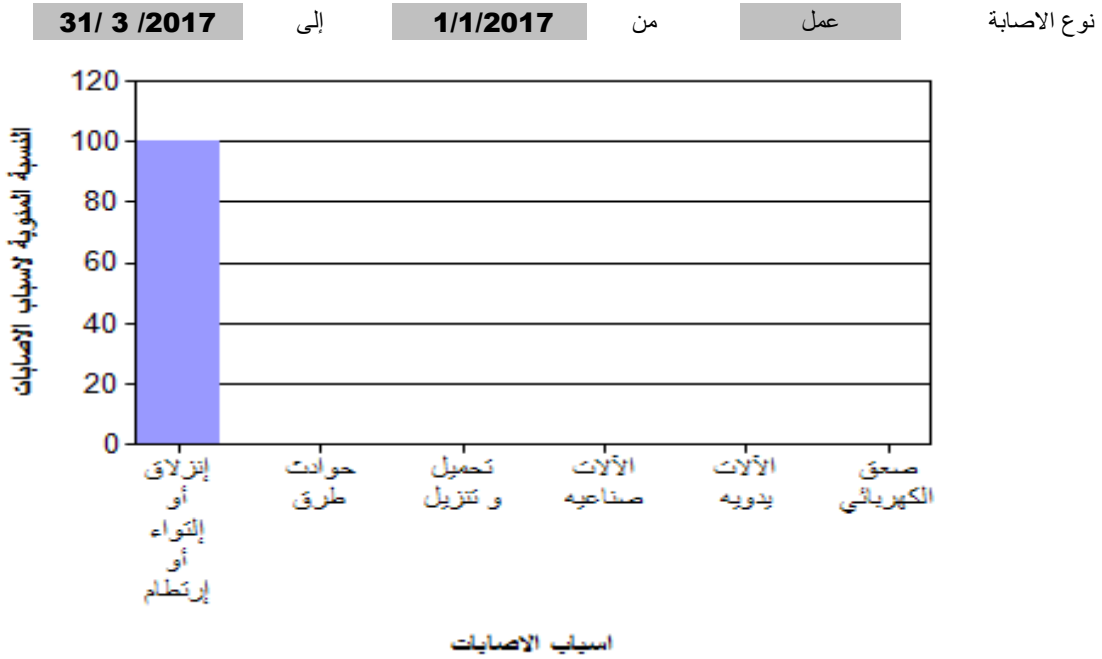 نوع الاصابة عمل من 1/1/2017 إلى 31/ 3 /2017
النسبة المئوية لاسباب الاصابات
120
100
80
60
40
20
0
إنزلاق
أو
إلتواء
أو
إرتطام
حوادث
طرق
تحميل
و تنزيل
الآلات
صناعيه
الآلات
يدويه
صعق
الكهربائي
اسباب الاصابات